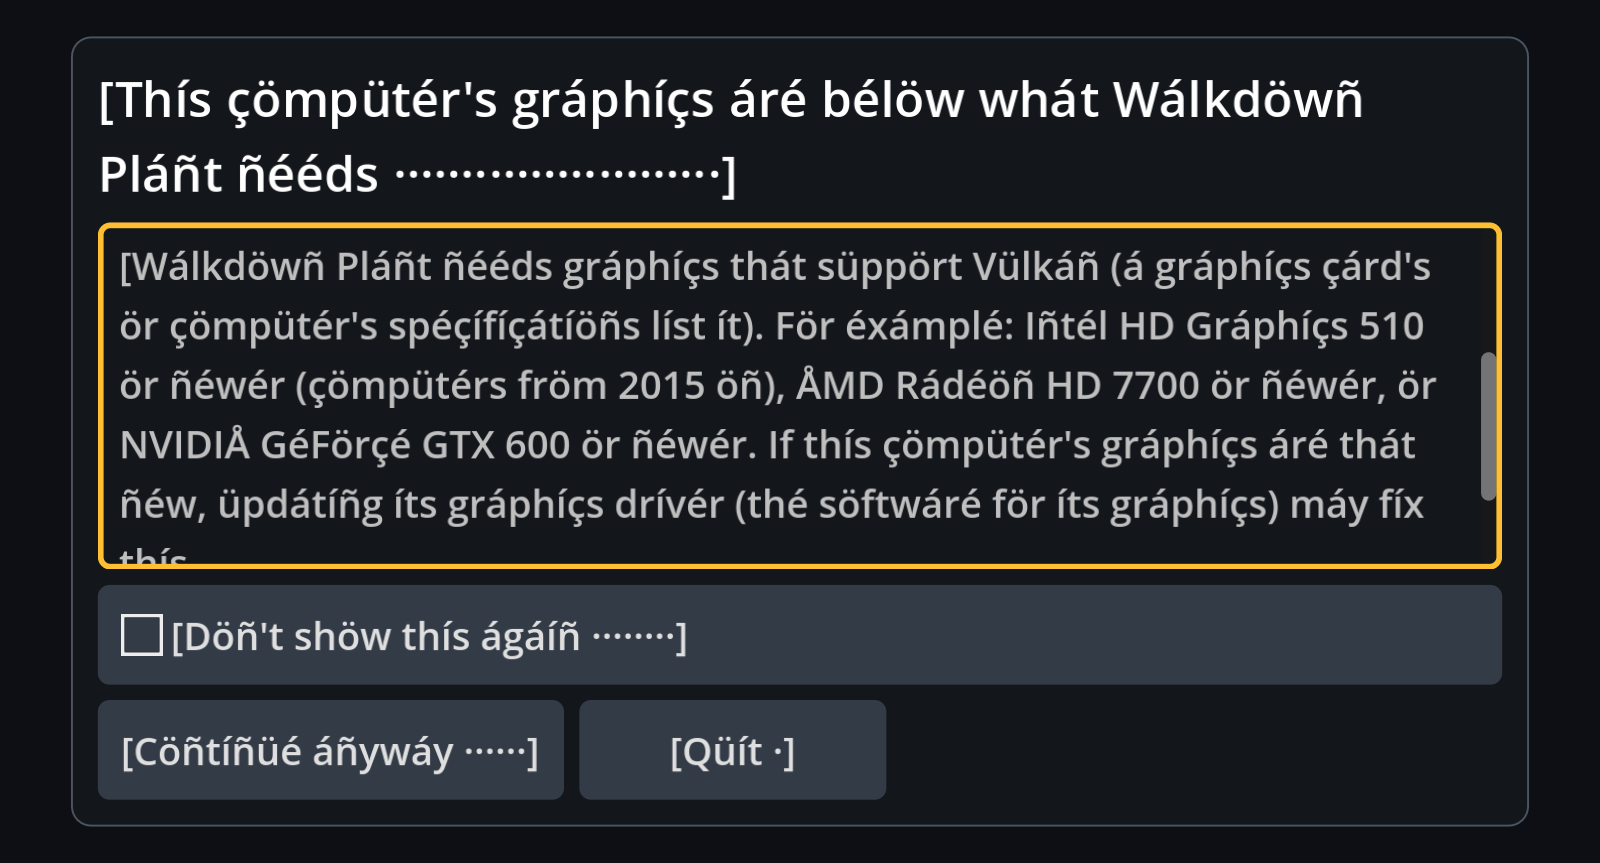 [Thís çömpütér's gráphíçs áré bélöw whát Wálkdöwñ
Pláñt ñééds ························]
[Wálkdöwñ Pláñt ñééds gráphíçs thát süppört Vülkáñ (á gráphíçs çárd's
ör çömpütér's spéçífíçátíöñs líst ít). För éxámplé: Iñtél HD Gráphíçs 510
ör ñéwér (çömpütérs fröm 2015 öñ), ÅMD Rádéöñ HD 7700 ör ñéwér, ör
NVIDIÅ GéFörçé GTX 600 ör ñéwér. If thís çömpütér's gráphíçs áré thát
ñéw, üpdátíñg íts gráphíçs drívér (thé söftwáré för íts gráphíçs) máy fíx
thís
[Döñ't shöw thís ágáíñ ········]
[Cöñtíñüé áñywáy ······]
[Qüít ·]